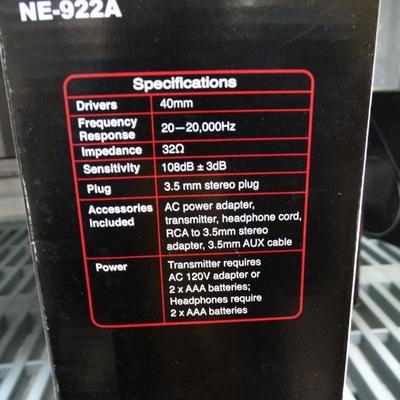 NE-922A
Specifications
Drivers 40mm
Frequency Response 20—20,000Hz
Impedance 32Ω
Sensitivity 108dB ± 3dB
Plug 3.5 mm stereo plug
Accessories included AC power adapter,
transmitter, headphone cord,
RCA to 3.5mm stereo
adapter, 3.5mm AUX cable
Power Transmitter requires
AC 120V adapter or
2 x AAA batteries;
Headphones require
2 x AAA batteries